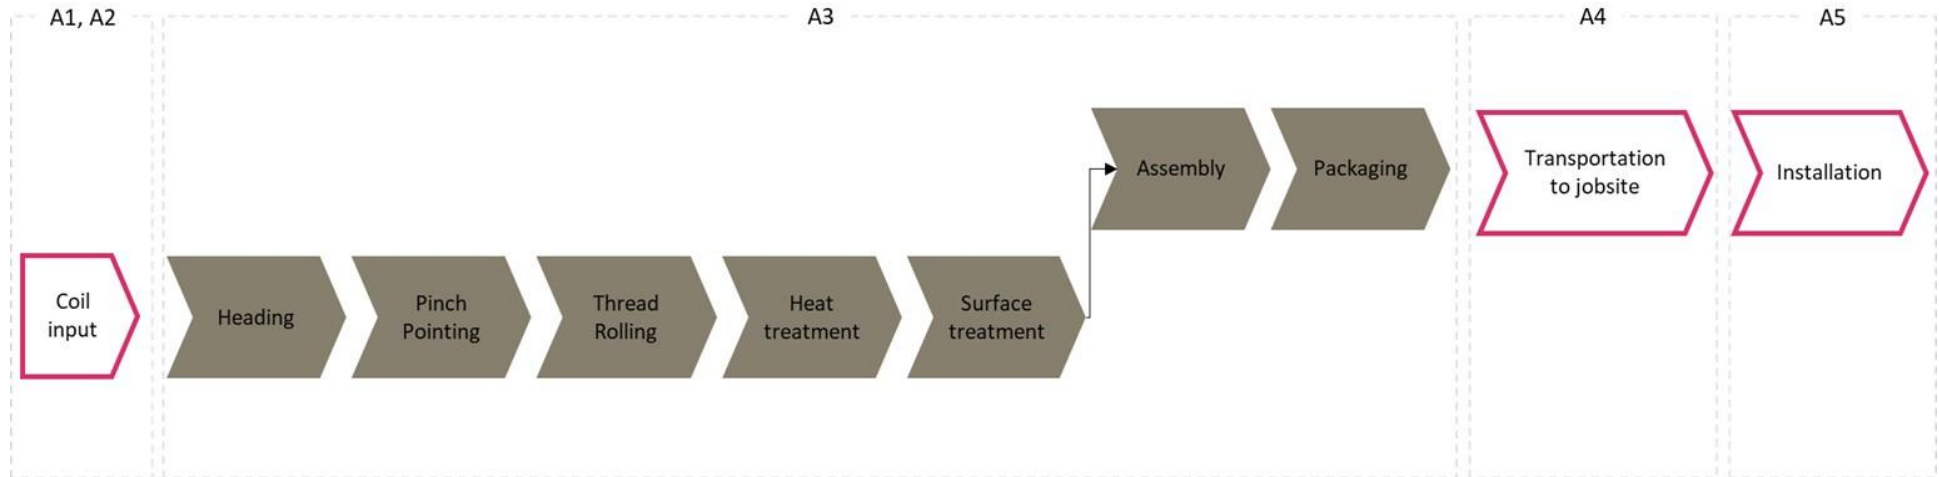 A1, A2
A3
A4
A5
Coil
input
Heading
Pinch
Pointing
Thread
Rolling
Heat
treatment
Surface
treatment
Assembly
Packaging
Transportation
to jobsite
Installation